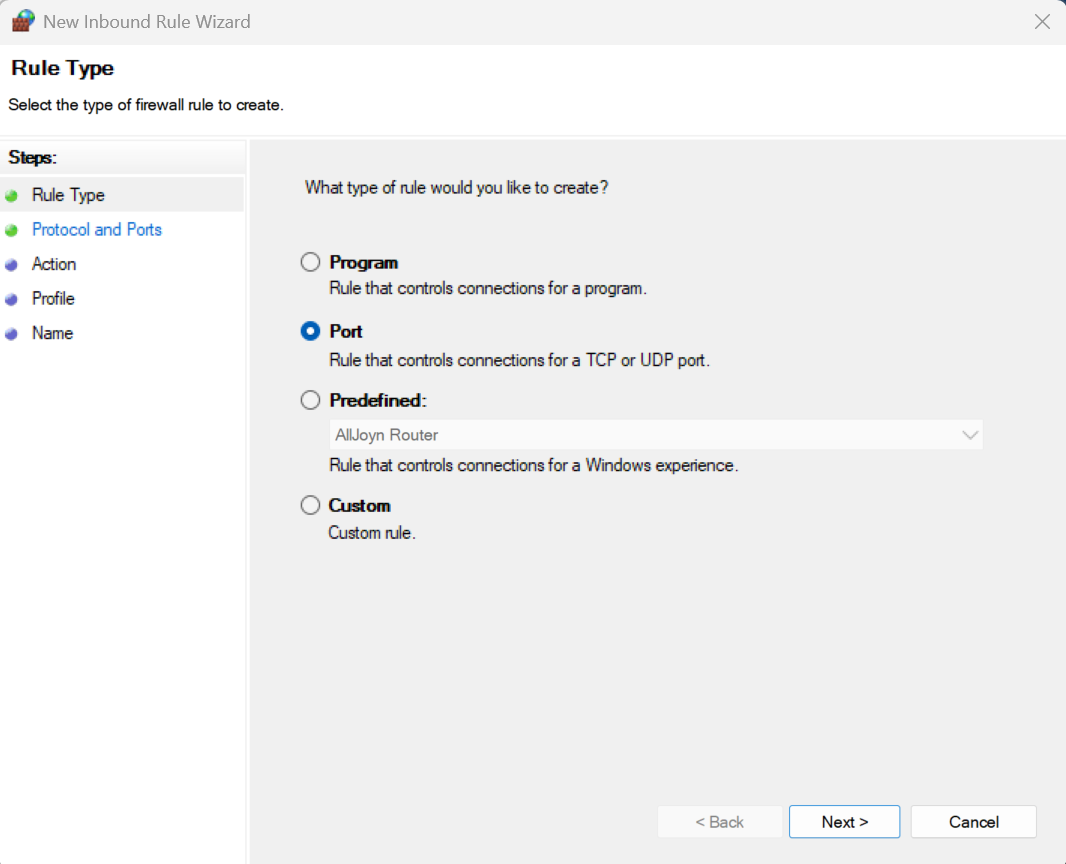 New Inbound Rule Wizard
Rule Type
Select the type of firewall rule to create.
Steps:
Rule Type
Protocol and Ports
Action
Profile
Name
What type of rule would you like to create?
Program
Rule that controls connections for a program.
Port
Rule that controls connections for a TCP or UDP port.
Predefined:
AllJoyn Router
Rule that controls connections for a Windows experience.
Custom
Custom rule.
< Back
Next >
Cancel